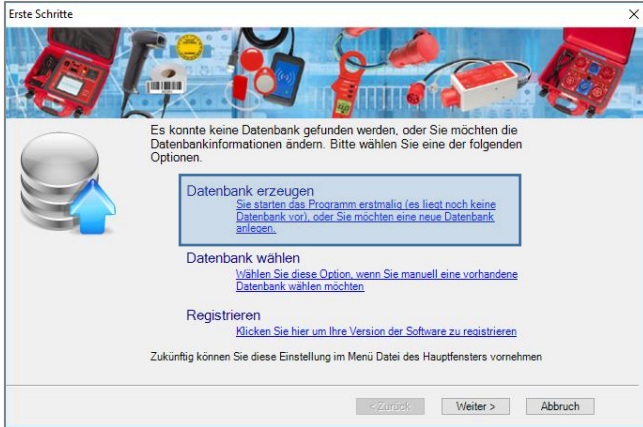 Erste Schritte
Es konnte keine Datenbank gefunden werden, oder Sie möchten die
Datenbankinformationen ändern. Bitte wählen Sie eine der folgenden
Optionen.
Datenbank erzeugen
Sie starten das Programm erstmalig (es liegt noch keine
Datenbank vor), oder Sie möchten eine neue Datenbank
anlegen.
Datenbank wählen
Wählen Sie diese Option, wenn Sie manuell eine vorhandene
Datenbank wählen möchten
Registrieren
Klicken Sie hier um Ihre Version der Software zu registrieren
Zukünftig können Sie diese Einstellung im Menü Datei des Hauptfensters vornehmen
< Zurück
Weiter >
Abbruch